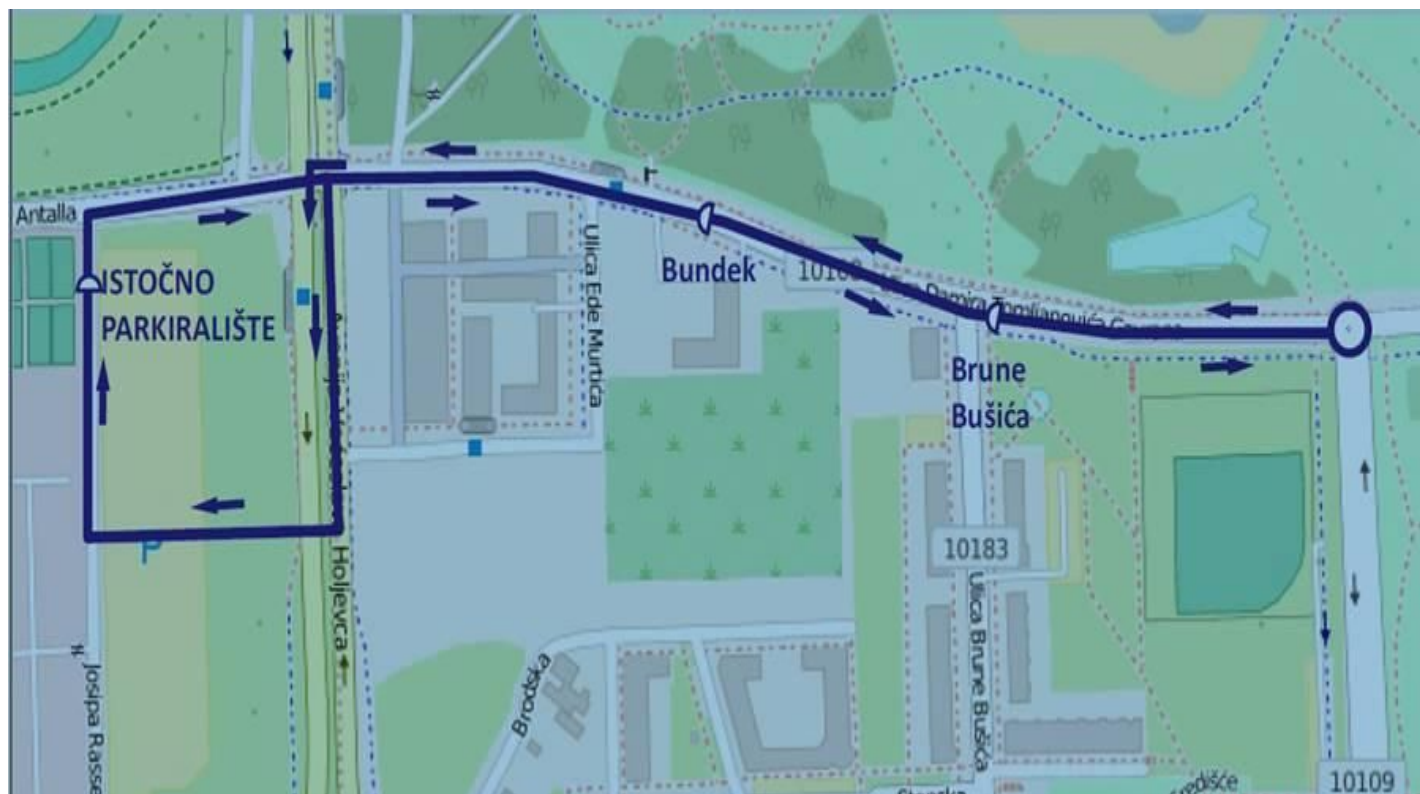 Antalla
ISTOČNO
PARKIRALIŠTE
Ulica Ede Murtića
Bundek
Brune
Bušića
10183
Holjevca
P
Brodska
Ulica Brune Bušića
Josipa Rasse
10109